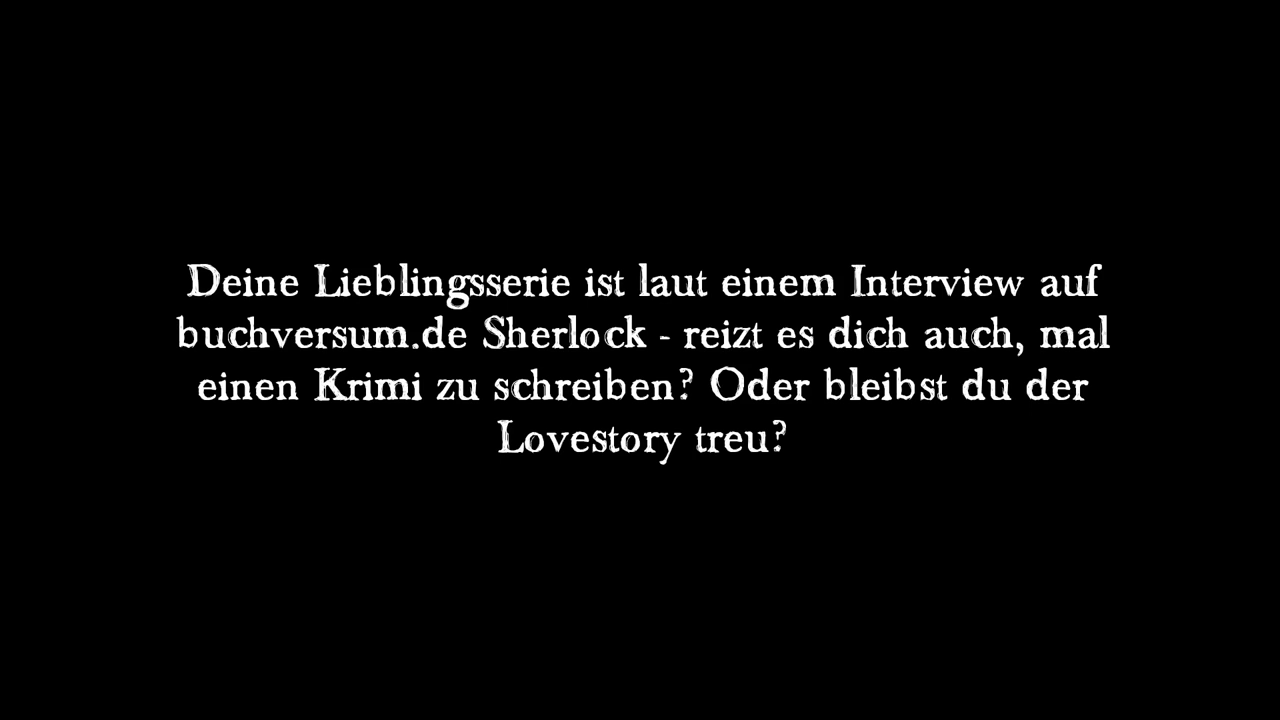 Deine Lieblingsserie ist laut einem Interview auf
buchversum.de Sherlock - reizt es dich auch, mal
einen Krimi zu schreiben? Oder bleibst du der
Lovestory treu?